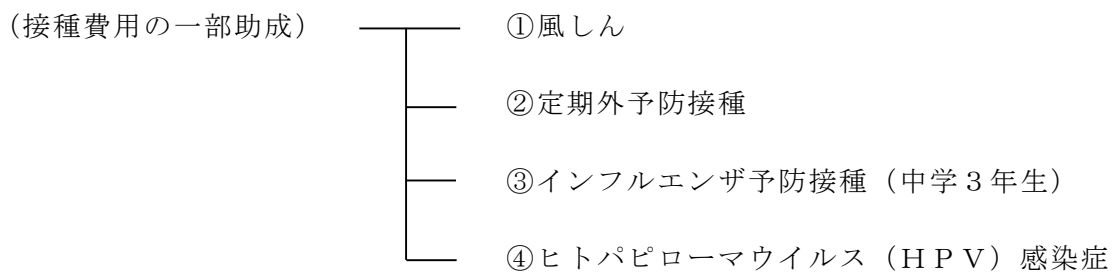 (接種費用の一部助成) ①風しん
②定期外予防接種
③インフルエンザ予防接種(中学3年生)
④ヒトパピローマウイルス(HPV)感染症